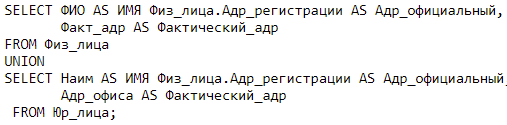 SELECT ФИО AS ИМЯ Физ_лица.Адр_регистрации AS Адр_официальный,
Факт_адр AS Фактический_адр
FROM Физ_лица
UNION
SELECT Наим AS ИМЯ Физ_лица.Адр_регистрации AS Адр_официальный,
Адр_офиса AS Фактический_адр
FROM Юр_лица;